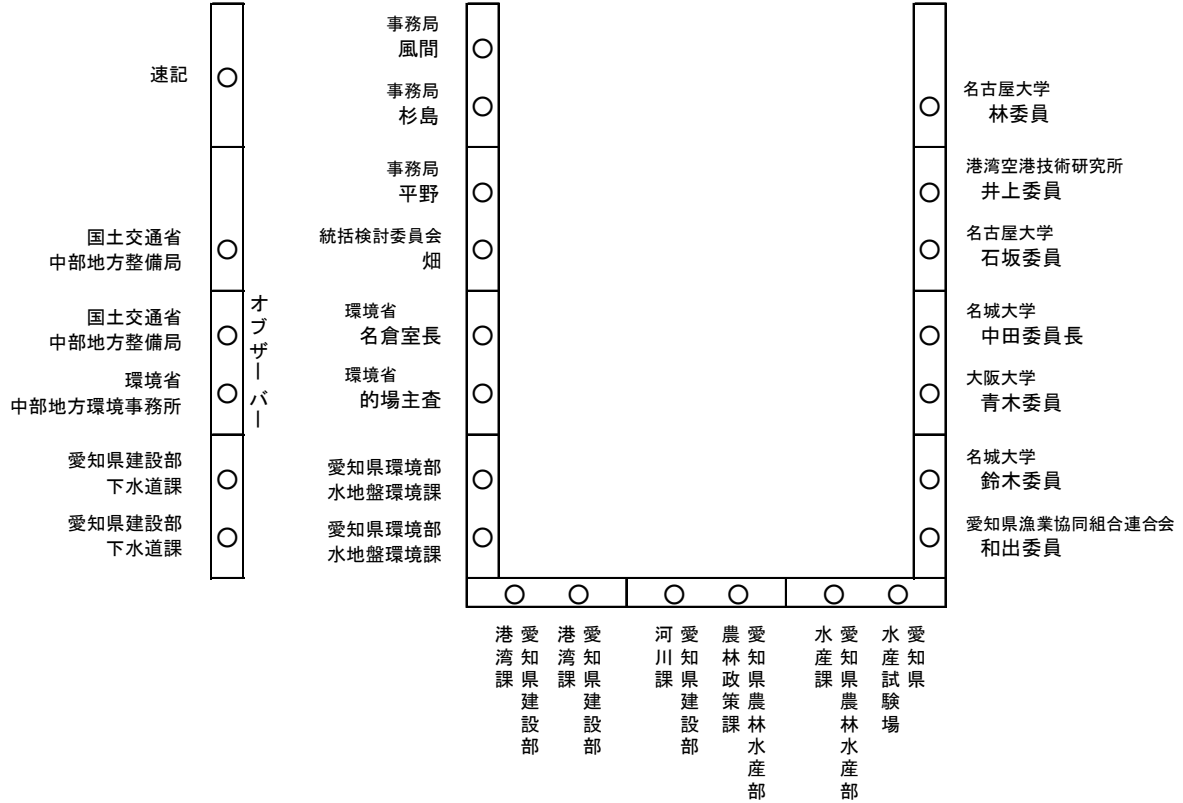 速記
国土交通省
中部地方整備局
国土交通省
中部地方整備局
環境省
中部地方環境事務所
愛知県建設部
下水道課
愛知県建設部
下水道課
オブザーバー
事務局
風間
事務局
杉島
事務局
平野
統括検討委員会
畑
環境省
名倉室長
環境省
的場主査
愛知県環境部
水地盤環境課
愛知県環境部
水地盤環境課
名古屋大学
林委員
港湾空港技術研究所
井上委員
名古屋大学
石坂委員
名城大学
中田委員長
大阪大学
青木委員
名城大学
鈴木委員
愛知県漁業協同組合連合会
和出委員
愛知県建設部
港湾課
愛知県建設部
港湾課
愛知県建設部
河川課
愛知県農林水産部
農林政策課
愛知県農林水産部
水産課
愛知県
水産試験場